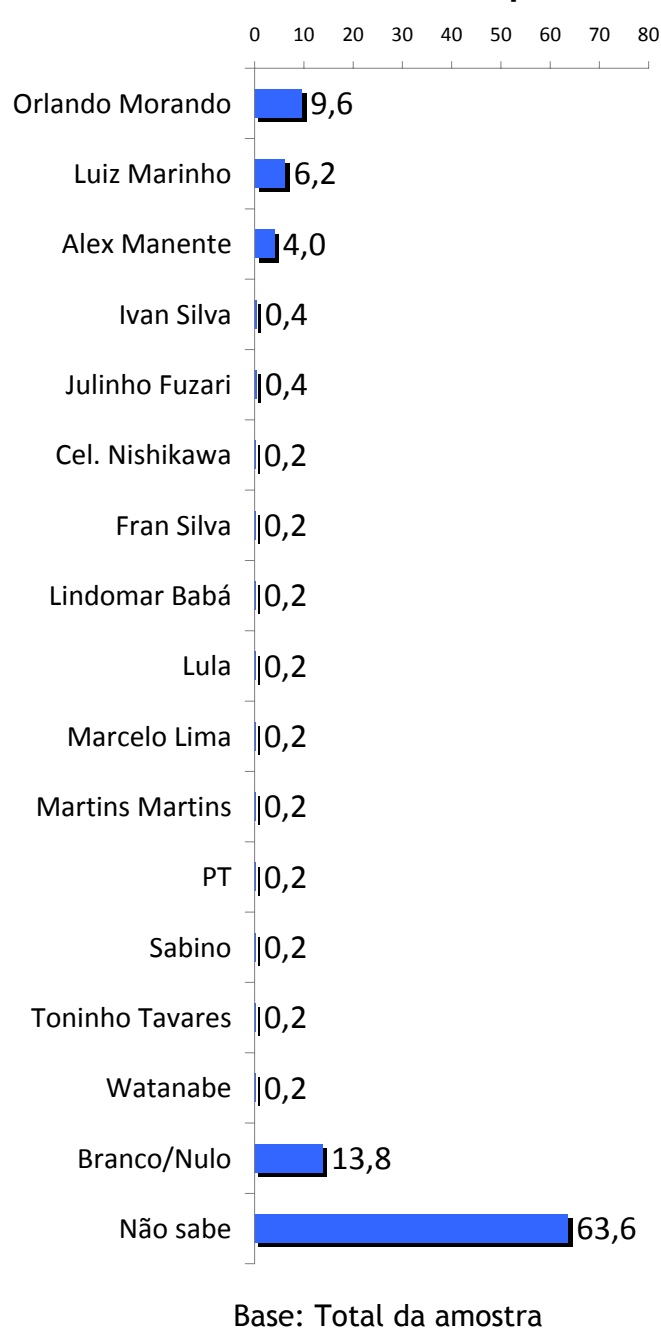 0 10 20 30 40 50 60 70 80
Orlando Morando 9,6
Luiz Marinho 6,2
Alex Manente 4,0
Ivan Silva 0,4
Julinho Fuzari 0,4
Cel. Nishikawa 0,2
Fran Silva 0,2
Lindomar Babá 0,2
Lula 0,2
Marcelo Lima 0,2
Martins Martins 0,2
PT 0,2
Sabino 0,2
Toninho Tavares 0,2
Watanabe 0,2
Branco/Nulo 13,8
Não sabe 63,6
Base: Total da amostra